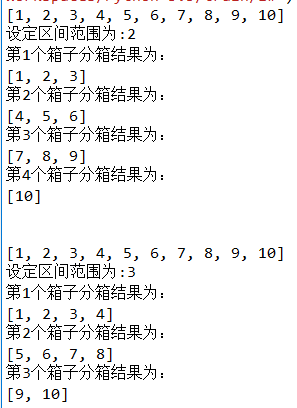 [1, 2, 3, 4, 5, 6, 7, 8, 9, 10]
设定区间范围为:2
第1个箱子分箱结果为：
[1, 2, 3]
第2个箱子分箱结果为：
[4, 5, 6]
第3个箱子分箱结果为：
[7, 8, 9]
第4个箱子分箱结果为：
[10]
[1, 2, 3, 4, 5, 6, 7, 8, 9, 10]
设定区间范围为:3
第1个箱子分箱结果为：
[1, 2, 3, 4]
第2个箱子分箱结果为：
[5, 6, 7, 8]
第3个箱子分箱结果为：
[9, 10]